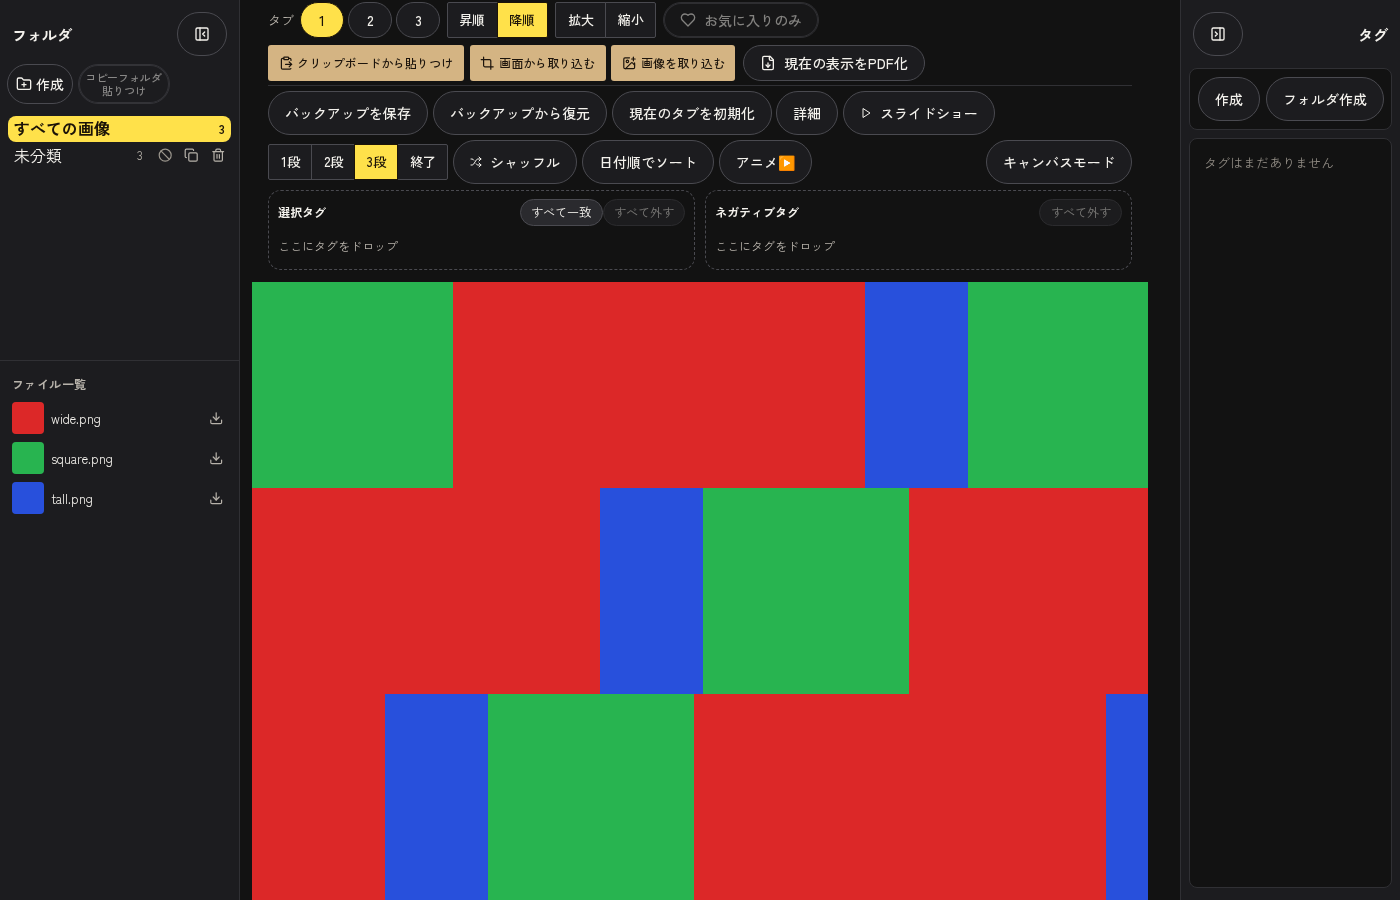 フォルダ
作成
コピーフォルダ
貼りつけ
すべての画像 3
未分類 3
ファイル一覧
wide.png
square.png
tall.png
タブ 1 2 3 昇順 降順 拡大 縮小 お気に入りのみ
クリップボードから貼りつけ 画面から取り込む 画像を取り込む 現在の表示をPDF化
バックアップを保存 バックアップから復元 現在のタブを初期化 詳細 スライドショー
1段 2段 3段 終了 シャッフル 日付順でソート アニメ▶️ キャンバスモード
選択タグ すべて一致 すべて外す
ここにタグをドロップ
ネガティブタグ すべて外す
ここにタグをドロップ
タグ
作成 フォルダ作成
タグはまだありません